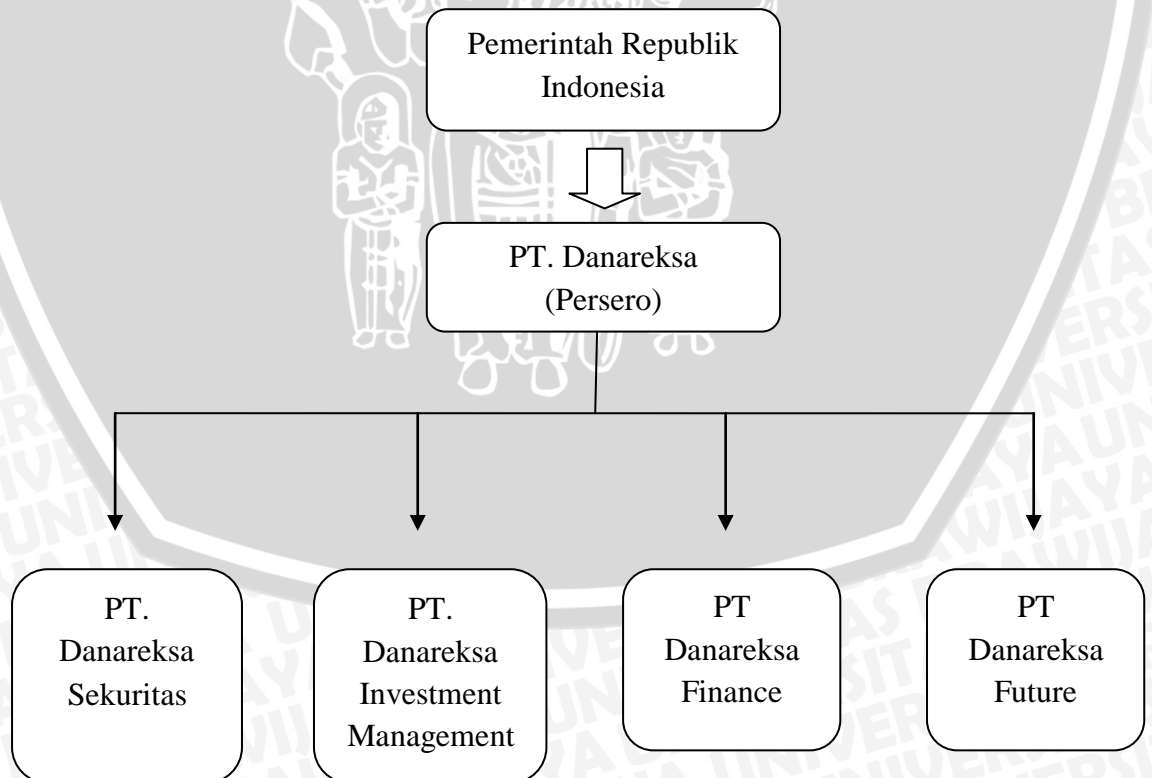 Pemerintah Republik
Indonesia
PT. Danareksa
(Persero)
PT.
Danareksa
Sekuritas
PT.
Danareksa
Investment
Management
PT
Danareksa
Finance
PT
Danareksa
Future